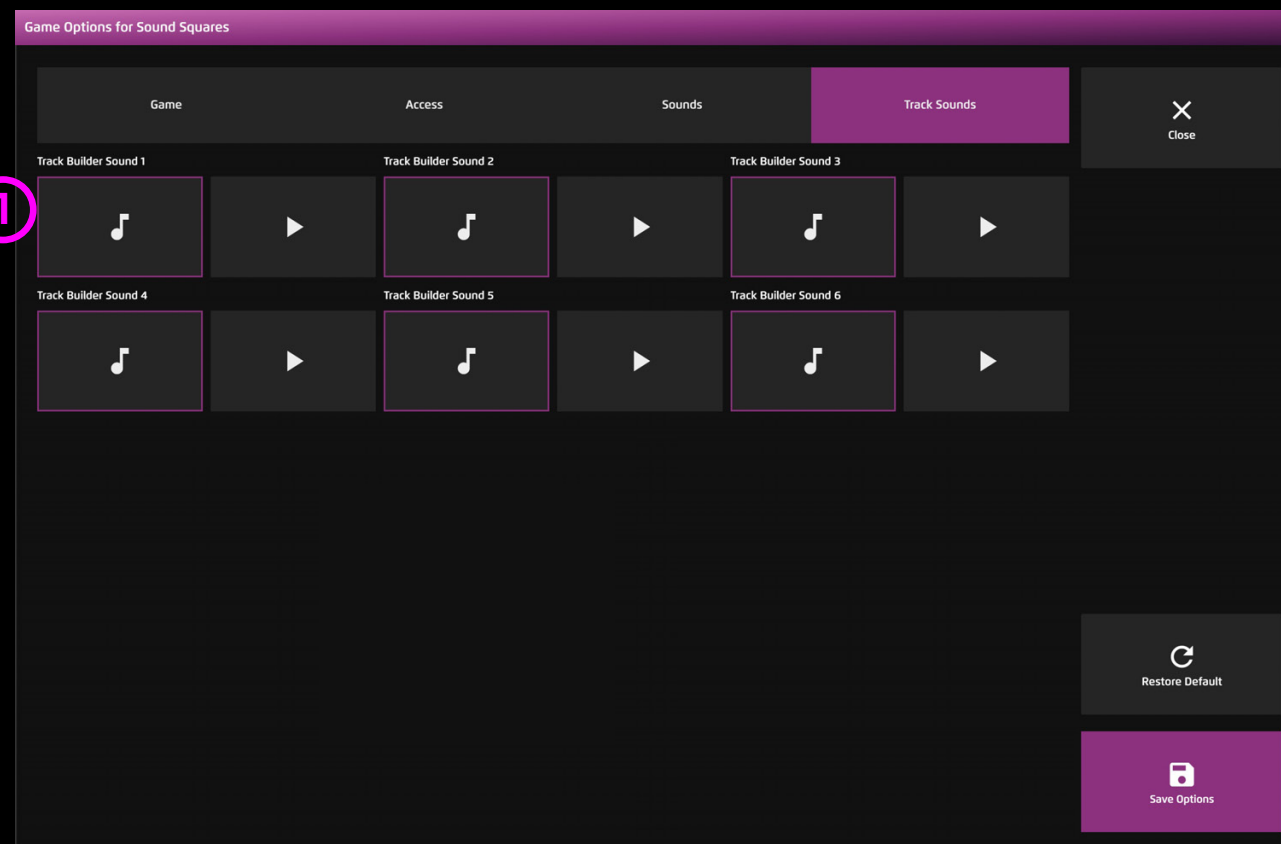 Game Options for Sound Squares
Game Access Sounds Track Sounds
Close
Track Builder Sound 1 Track Builder Sound 2 Track Builder Sound 3
1
Track Builder Sound 4 Track Builder Sound 5 Track Builder Sound 6
Restore Default
Save Options